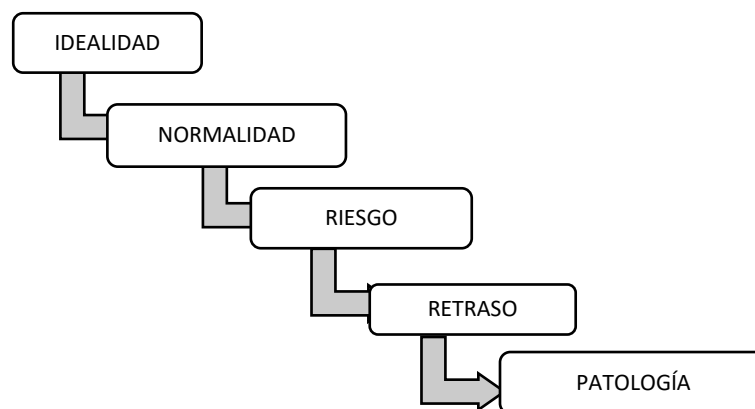 IDEALIDAD
NORMALIDAD
RIESGO
RETRASO
PATOLOGÍA